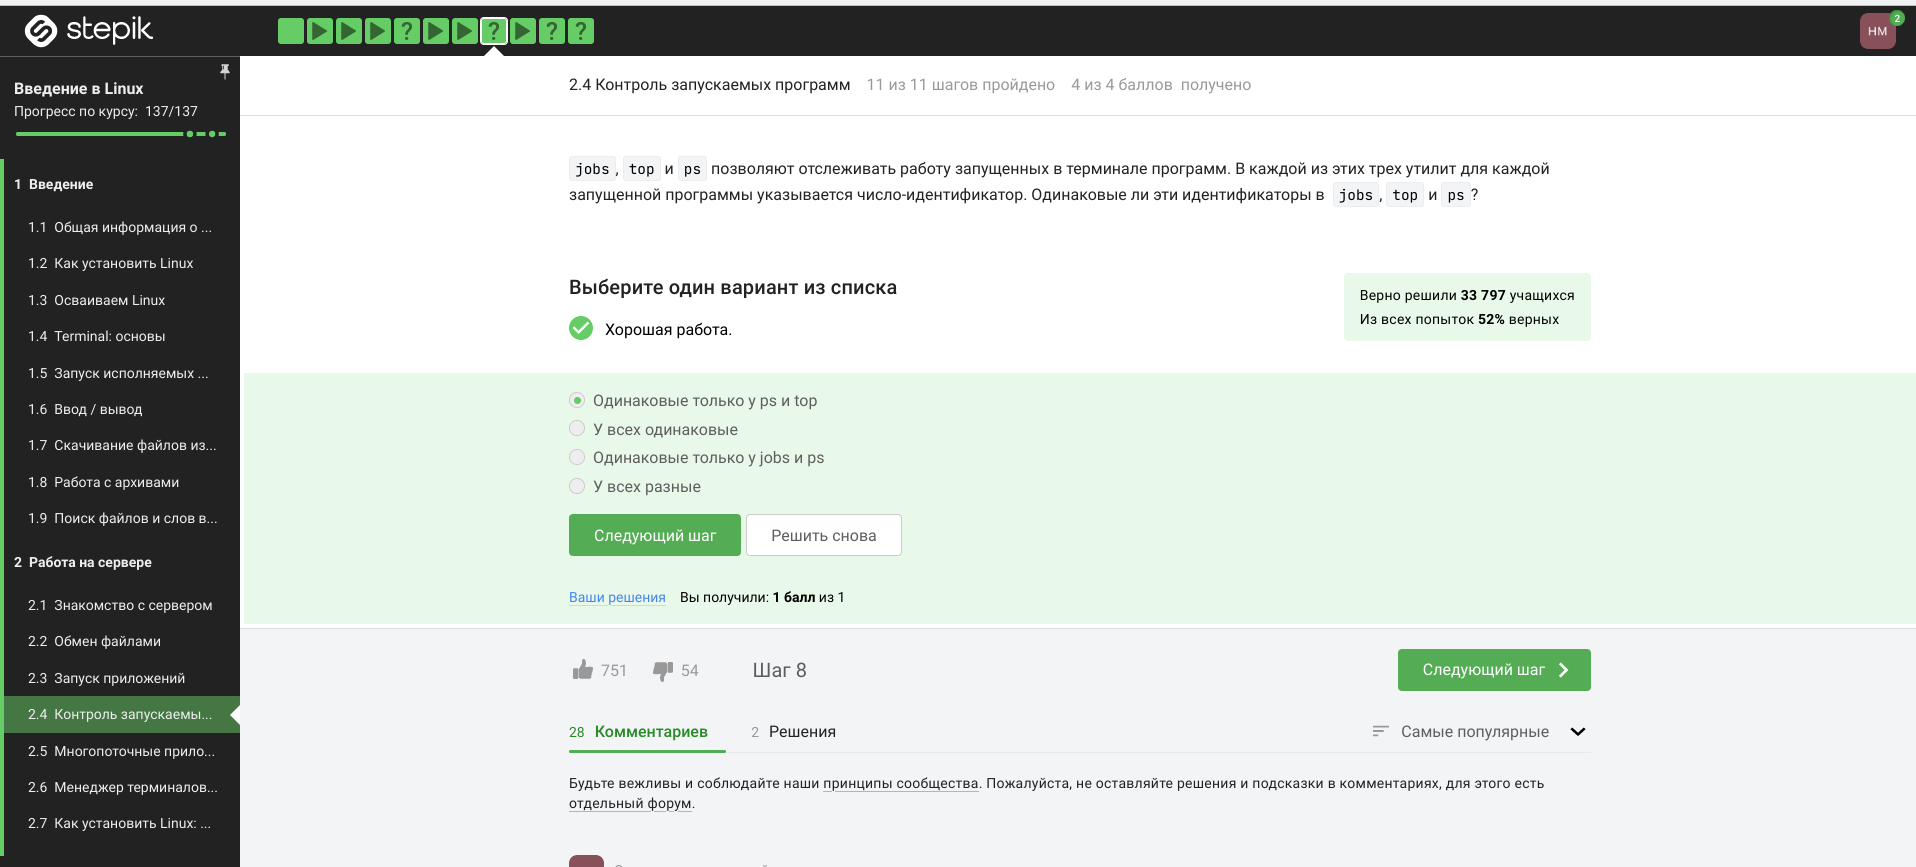 stepik
? ? ? ?
НМ
2
Введение в Linux
Прогресс по курсу: 137/137
1 Введение
1.1 Общая информация о ...
1.2 Как установить Linux
1.3 Осваиваем Linux
1.4 Terminal: основы
1.5 Запуск исполняемых ...
1.6 Ввод / вывод
1.7 Скачивание файлов из...
1.8 Работа с архивами
1.9 Поиск файлов и слов в...
2 Работа на сервере
2.1 Знакомство с сервером
2.2 Обмен файлами
2.3 Запуск приложений
2.4 Контроль запускаемы...
2.5 Многопоточные прило...
2.6 Менеджер терминалов...
2.7 Как установить Linux: ...
2.4 Контроль запускаемых программ 11 из 11 шагов пройдено 4 из 4 баллов получено
jobs, top и ps позволяют отслеживать работу запущенных в терминале программ. В каждой из этих трех утилит для каждой
запущенной программы указывается число-идентификатор. Одинаковые ли эти идентификаторы в jobs, top и ps?
Выберите один вариант из списка
Хорошая работа.
Верно решили 33 797 учащихся
Из всех попыток 52% верных
Одинаковые только у ps и top
У всех одинаковые
Одинаковые только у jobs и ps
У всех разные
Следующий шаг Решить снова
Ваши решения Вы получили: 1 балл из 1
751 54 Шаг 8 Следующий шаг
28 Комментариев 2 Решения Самые популярные
Будьте вежливы и соблюдайте наши принципы сообщества. Пожалуйста, не оставляйте решения и подсказки в комментариях, для этого есть
отдельный форум.